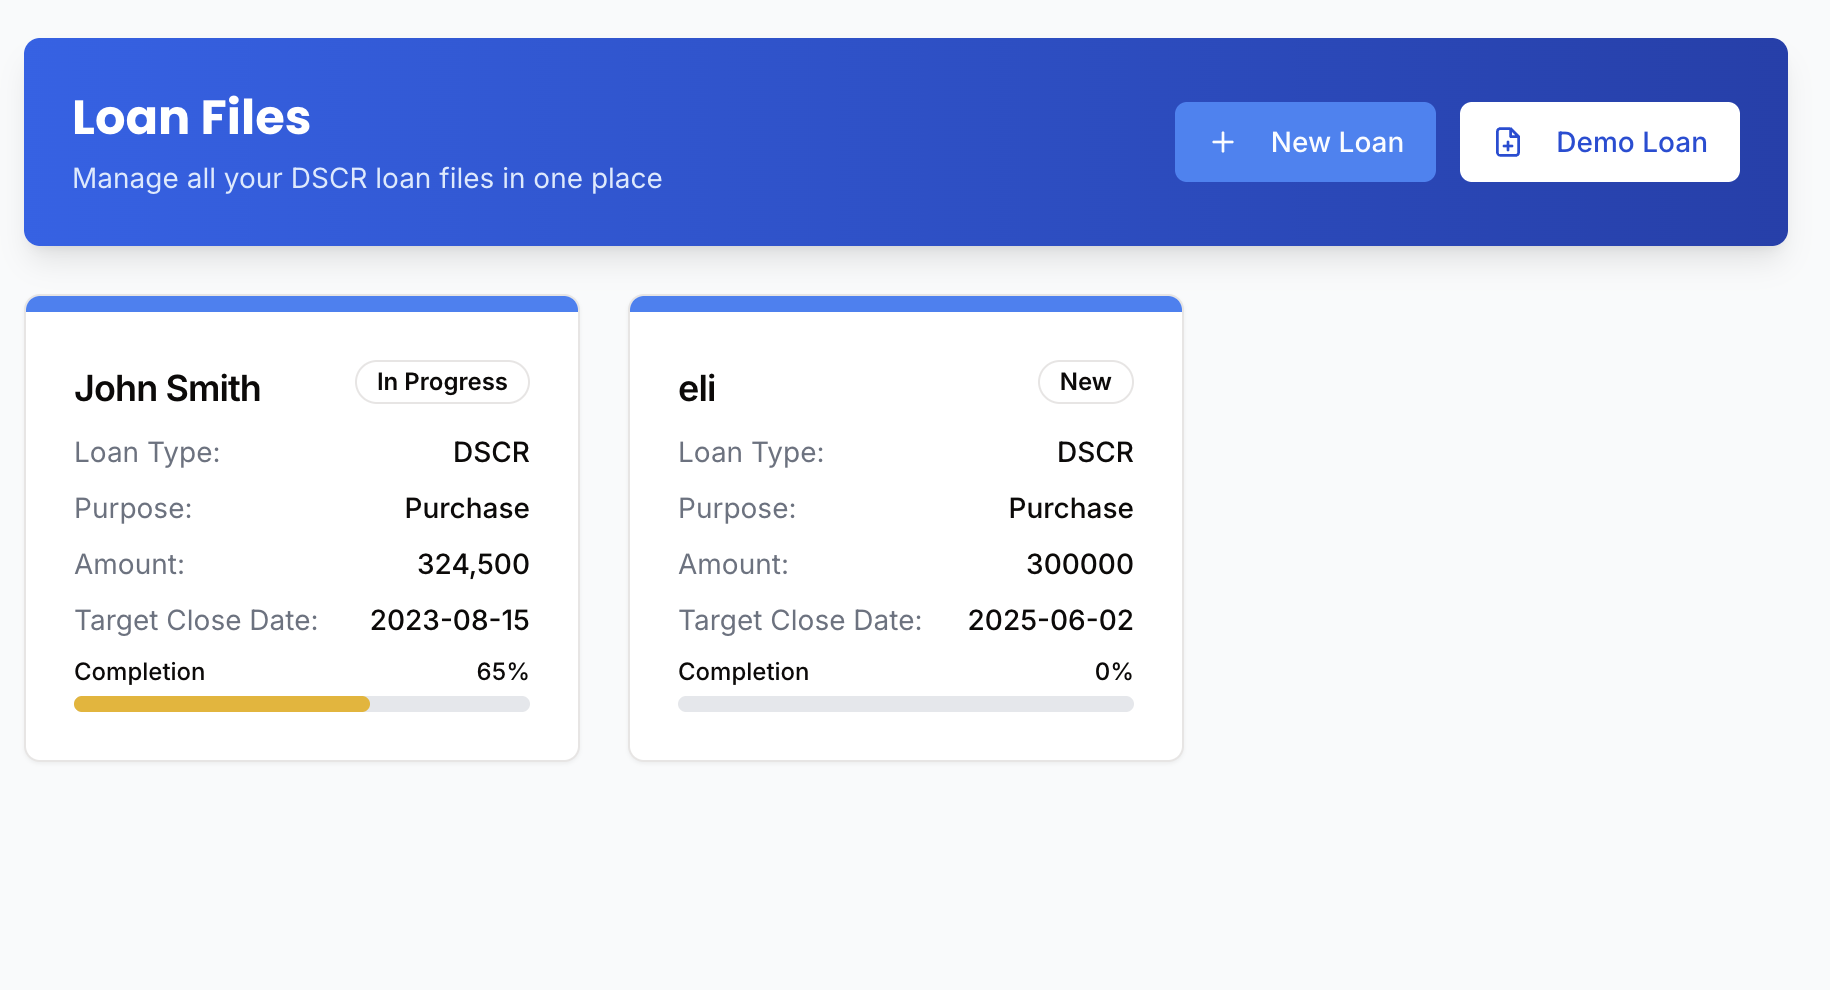 Loan Files
Manage all your DSCR loan files in one place
New Loan
Demo Loan
John Smith
In Progress
Loan Type: DSCR
Purpose: Purchase
Amount: 324,500
Target Close Date: 2023-08-15
Completion 65%
eli
New
Loan Type: DSCR
Purpose: Purchase
Amount: 300000
Target Close Date: 2025-06-02
Completion 0%